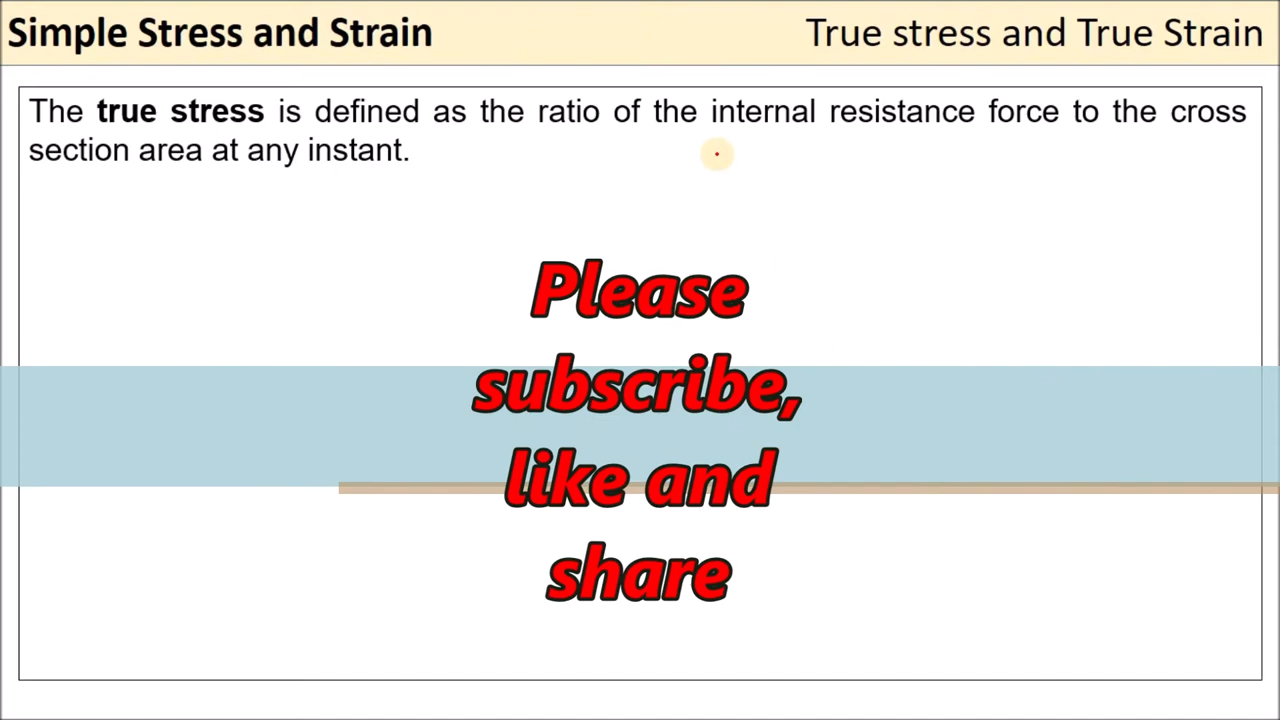 Simple Stress and Strain
True stress and True Strain
The true stress is defined as the ratio of the internal resistance force to the cross
section area at any instant.
Please
subscribe,
like and
share